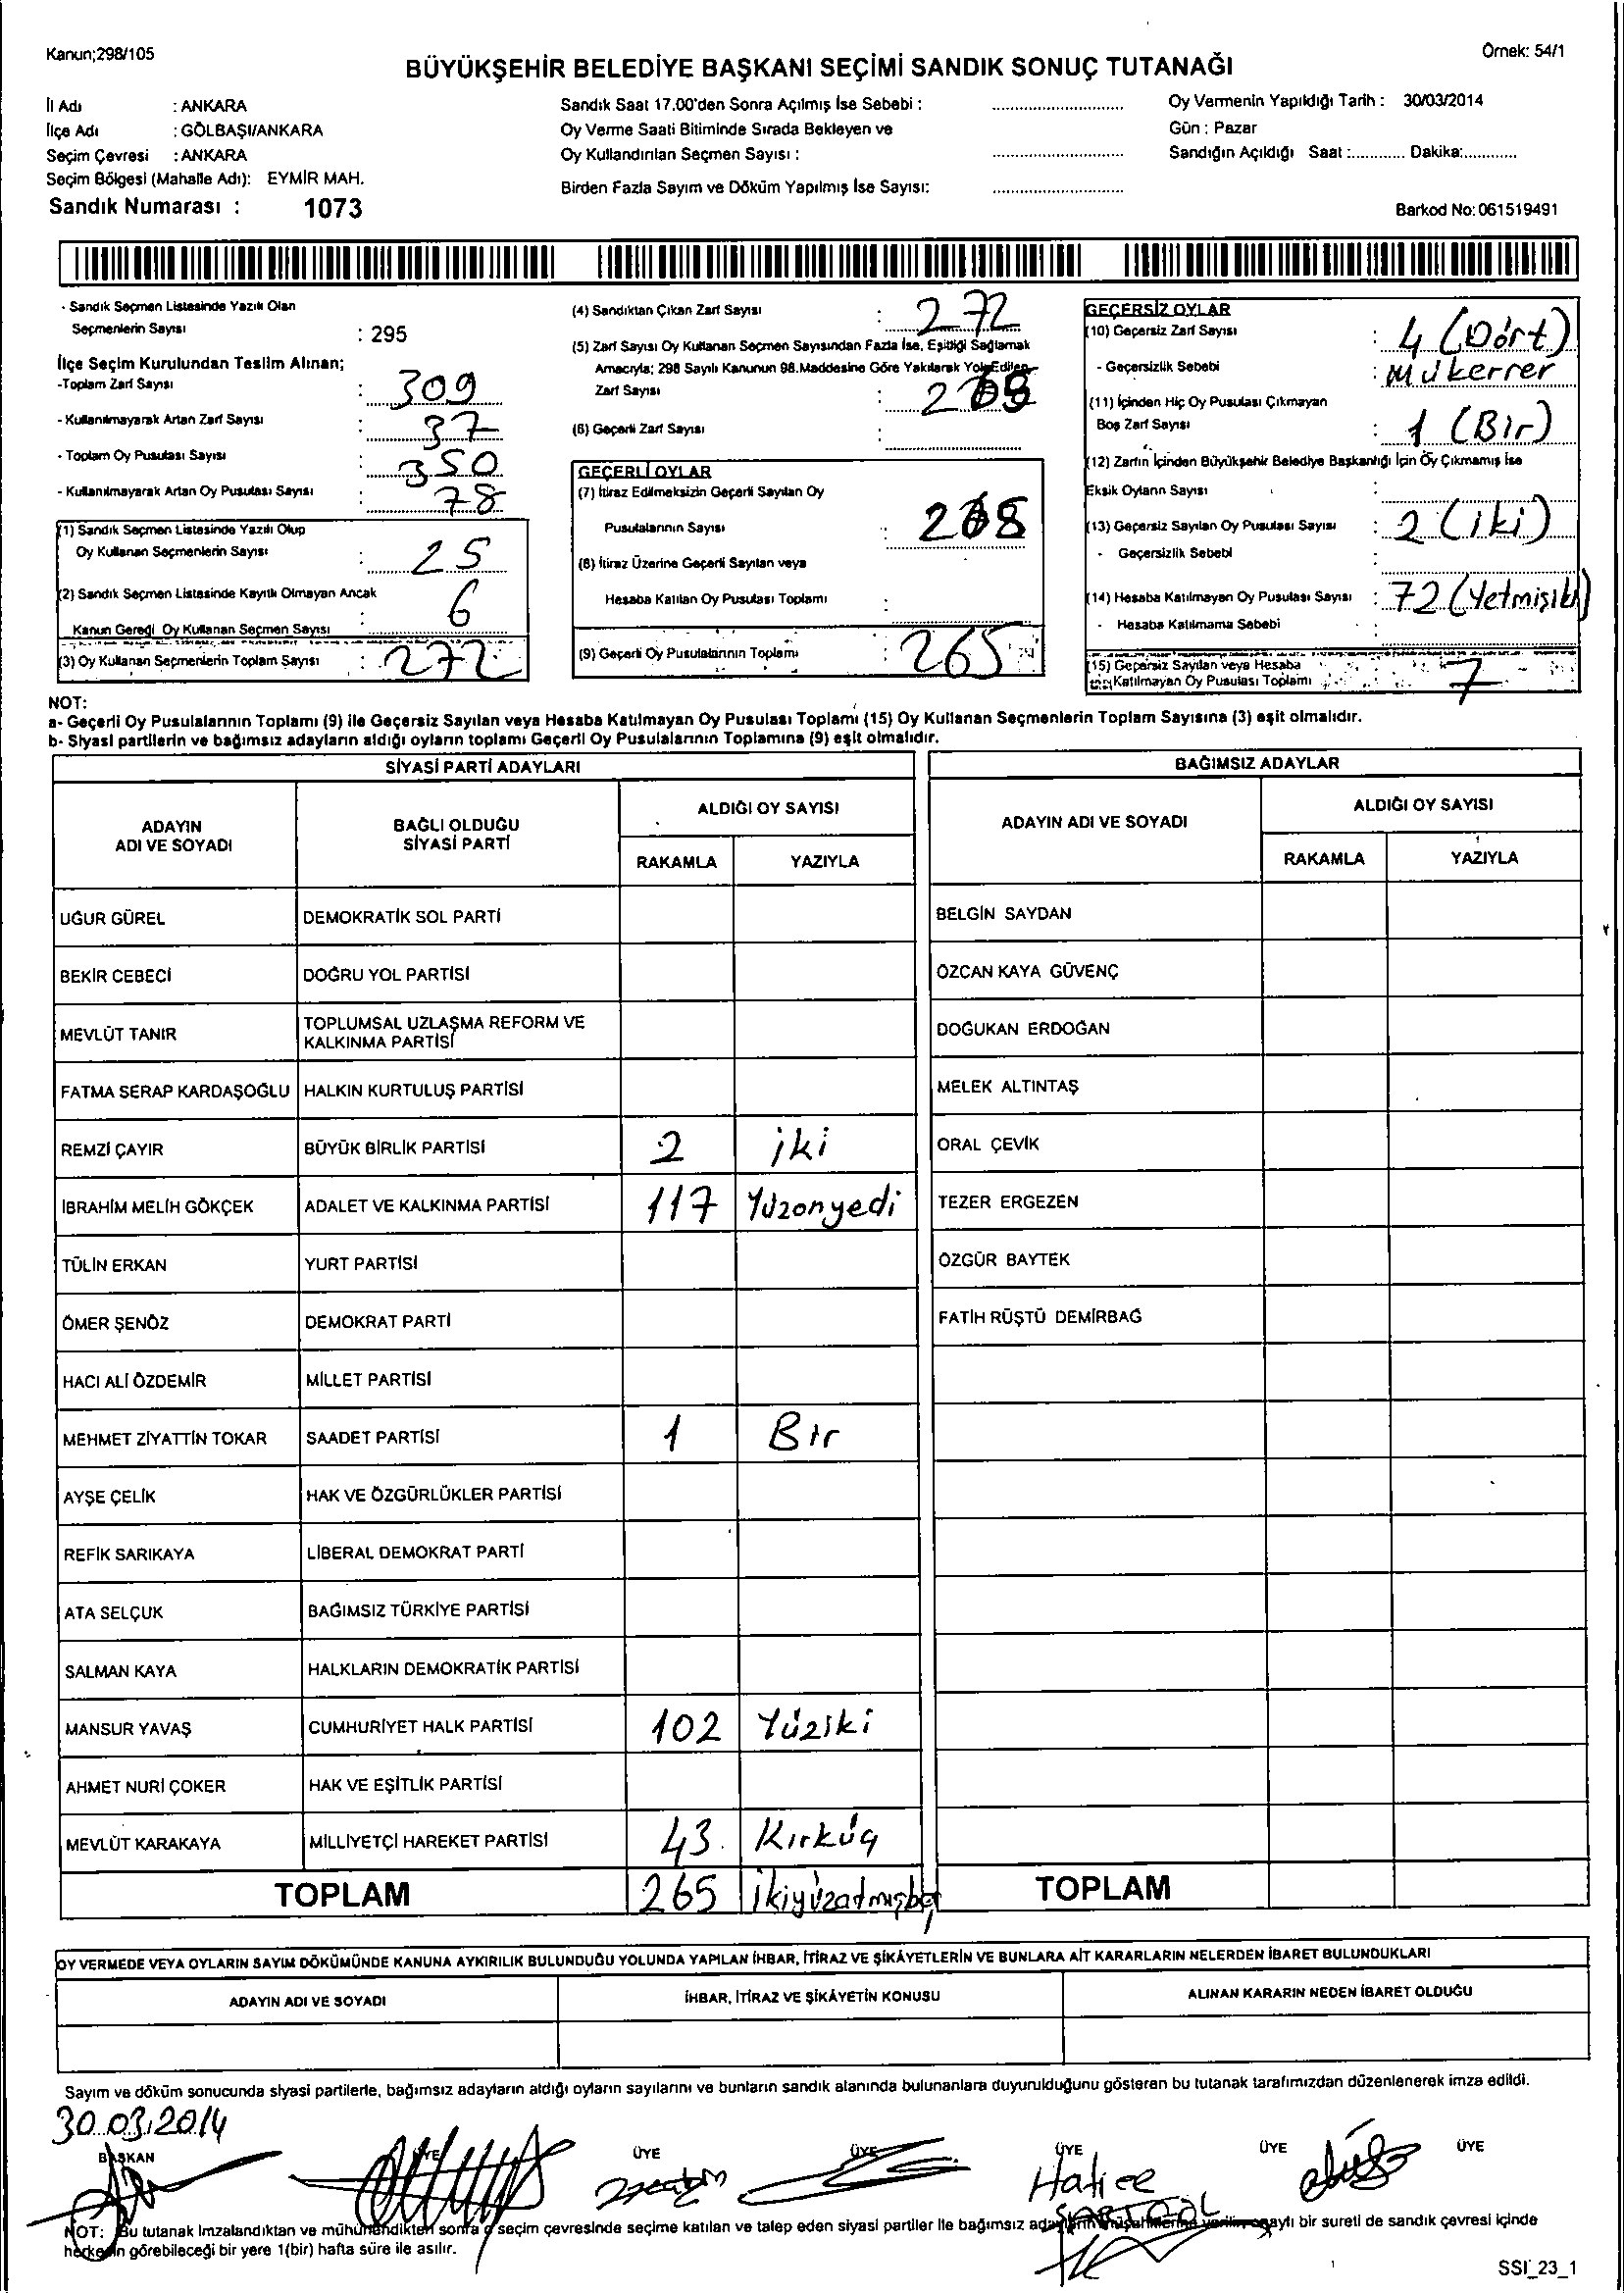 Kanun;298/105
Örnek: 54/1
BÜYÜKŞEHİR BELEDİYE BAŞKANI SEÇİMİ SANDIK SONUÇ TUTANAĞI
İl Adı : ANKARA
İlçe Adı : GÖLBAŞI/ANKARA
Seçim Çevresi : ANKARA
Seçim Bölgesi (Mahalle Adı): EYMİR MAH.
Sandık Numarası : 1073
Sandık Saat 17.00'den Sonra Açılmış İse Sebebi :
Oy Verme Saati Bitiminde Sırada Bekleyen ve
Oy Kullandırılan Seçmen Sayısı :
Birden Fazla Sayım ve Döküm Yapılmış İse Sayısı:
Oy Vermenin Yapıldığı Tarih : 30/03/2014
Gün : Pazar
Sandığın Açıldığı Saat :............ Dakika:............
Barkod No:061519491
- Sandık Seçmen Listesinde Yazılı Olan
Seçmenlerin Sayısı : 295
İlçe Seçim Kurulundan Teslim Alınan;
-Toplam Zarf Sayısı : 309
- Kullanılmayarak Artan Zarf Sayısı : 37
- Toplam Oy Pusulası Sayısı : 350
- Kullanılmayarak Artan Oy Pusulası Sayısı : 78
(1) Sandık Seçmen Listesinde Yazılı Olup
Oy Kullanan Seçmenlerin Sayısı : 25
(2) Sandık Seçmen Listesinde Kayıtlı Olmayan Ancak
Kanun Gereği Oy Kullanan Seçmen Sayısı : 6
(3) Oy Kullanan Seçmenlerin Toplam Sayısı : 272
(4) Sandıktan Çıkan Zarf Sayısı : 272
(5) Zarf Sayısı Oy Kullanan Seçmen Sayısından Fazla İse, Eşitliği Sağlamak
Amacıyla; 298 Sayılı Kanunun 98.Maddesine Göre Yakılarak Yok Edilen
Zarf Sayısı :
(6) Geçerli Zarf Sayısı :
GEÇERLİ OYLAR
(7) İtiraz Edilmeksizin Geçerli Sayılan Oy
Pusulalarının Sayısı : 268
(8) İtiraz Üzerine Geçerli Sayılan veya
Hesaba Katılan Oy Pusulası Toplamı :
(9) Geçerli Oy Pusulalarının Toplamı : 265
GEÇERSİZ OYLAR
(10) Geçersiz Zarf Sayısı : 4 (Dört)
- Geçersizlik Sebebi : Mükerrer
(11) İçinden Hiç Oy Pusulası Çıkmayan
Boş Zarf Sayısı : 1 (Bir)
(12) Zarfın İçinden Büyükşehir Belediye Başkanlığı İçin Oy Çıkmamış İse
Eksik Oyların Sayısı :
(13) Geçersiz Sayılan Oy Pusulası Sayısı : 2 (iki)
- Geçersizlik Sebebi :
(14) Hesaba Katılmayan Oy Pusulası Sayısı : 72 (Yetmişiki)
- Hesaba Katılmama Sebebi :
(15) Geçersiz Sayılan veya Hesaba
Katılmayan Oy Pusulası Toplamı : 7
NOT:
a- Geçerli Oy Pusulalarının Toplamı (9) ile Geçersiz Sayılan veya Hesaba Katılmayan Oy Pusulası Toplamı (15) Oy Kullanan Seçmenlerin Toplam Sayısına (3) eşit olmalıdır.
b- Siyasi partilerin ve bağımsız adayların aldığı oyların toplamı Geçerli Oy Pusulalarının Toplamına (9) eşit olmalıdır.
SİYASİ PARTİ ADAYLARI
BAĞIMSIZ ADAYLAR
ADAYIN ADI VE SOYADI
BAĞLI OLDUĞU SİYASİ PARTİ
ALDIĞI OY SAYISI
RAKAMLA YAZIYLA
ADAYIN ADI VE SOYADI
ALDIĞI OY SAYISI
RAKAMLA YAZIYLA
UĞUR GÜREL DEMOKRATİK SOL PARTİ BELGİN SAYDAN
BEKİR CEBECİ DOĞRU YOL PARTİSİ ÖZCAN KAYA GÜVENÇ
MEVLÜT TANIR TOPLUMSAL UZLAŞMA REFORM VE KALKINMA PARTİSİ DOĞUKAN ERDOĞAN
FATMA SERAP KARDAŞOĞLU HALKIN KURTULUŞ PARTİSİ MELEK ALTINTAŞ
REMZİ ÇAYIR BÜYÜK BİRLİK PARTİSİ 2 iki ORAL ÇEVİK
İBRAHİM MELİH GÖKÇEK ADALET VE KALKINMA PARTİSİ 117 Yüzonyedi TEZER ERGEZEN
TÜLİN ERKAN YURT PARTİSİ ÖZGÜR BAYTEK
ÖMER ŞENÖZ DEMOKRAT PARTİ FATİH RÜŞTÜ DEMİRBAĞ
HACI ALİ ÖZDEMİR MİLLET PARTİSİ
MEHMET ZİYATTİN TOKAR SAADET PARTİSİ 1 Bir
AYŞE ÇELİK HAK VE ÖZGÜRLÜKLER PARTİSİ
REFİK SARIKAYA LİBERAL DEMOKRAT PARTİ
ATA SELÇUK BAĞIMSIZ TÜRKİYE PARTİSİ
SALMAN KAYA HALKLARIN DEMOKRATİK PARTİSİ
MANSUR YAVAŞ CUMHURİYET HALK PARTİSİ 102 Yüziki
AHMET NURİ ÇOKER HAK VE EŞİTLİK PARTİSİ
MEVLÜT KARAKAYA MİLLİYETÇİ HAREKET PARTİSİ 43 Kırküç
TOPLAM 265 ikiyüzatmışbeş TOPLAM
OY VERMEDE VEYA OYLARIN SAYIM DÖKÜMÜNDE KANUNA AYKIRILIK BULUNDUĞU YOLUNDA YAPILAN İHBAR, İTİRAZ VE ŞİKÂYETLERİN VE BUNLARA AİT KARARLARIN NELERDEN İBARET BULUNDUKLARI
ADAYIN ADI VE SOYADI İHBAR, İTİRAZ VE ŞİKÂYETİN KONUSU ALINAN KARARIN NEDEN İBARET OLDUĞU
Sayım ve döküm sonucunda siyasi partilerle, bağımsız adayların aldığı oyların sayılarını ve bunların sandık alanında bulunanlara duyurulduğunu gösteren bu tutanak tarafımızdan düzenlenerek imza edildi.
30.03.2014
BAŞKAN ÜYE ÜYE ÜYE ÜYE ÜYE ÜYE
Hatice
NOT: Bu tutanak imzalandıktan ve mühürlendikten sonra o seçim çevresinde seçime katılan ve talep eden siyasi partiler ile bağımsız adayların müşahitlerine verilir onaylı bir sureti de sandık çevresi içinde
herkesin görebileceği bir yere 1(bir) hafta süre ile asılır.
SSI_23_1